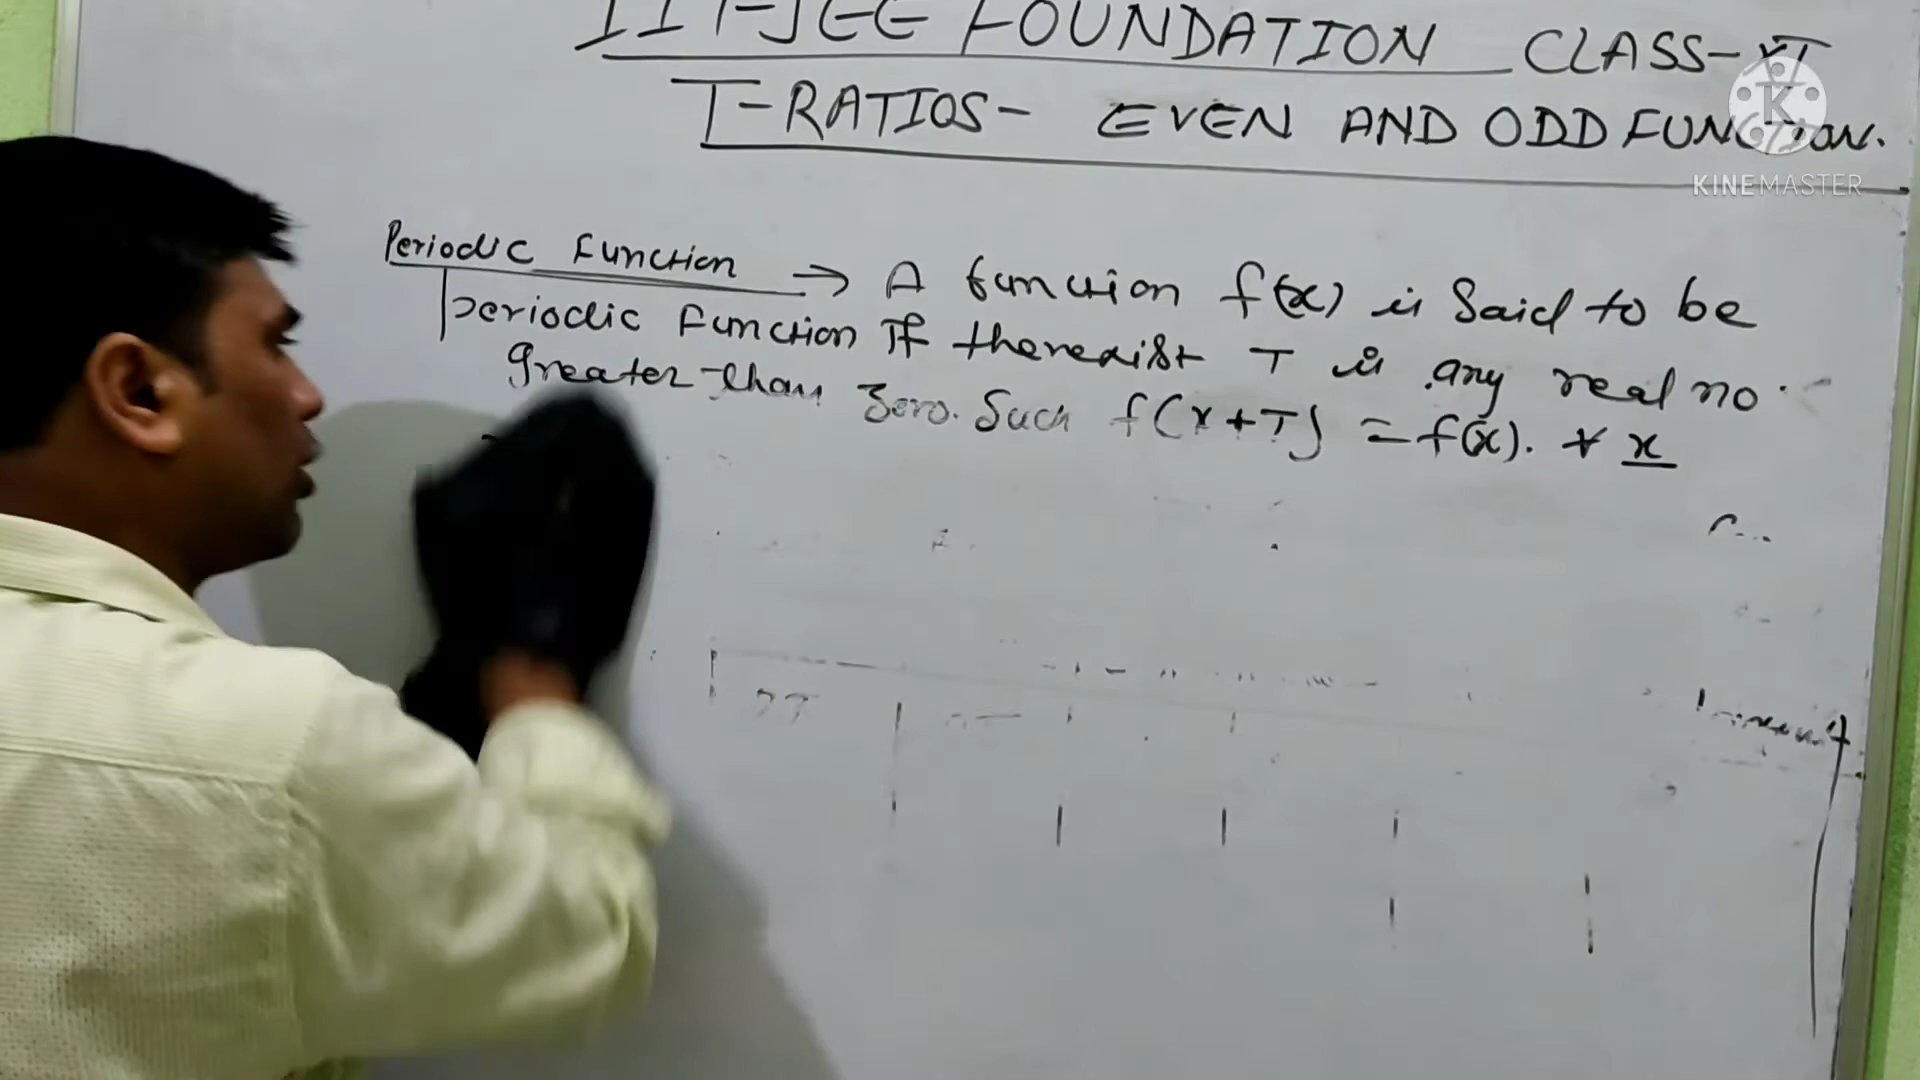 IIT-JEE FOUNDATION CLASS-XI
T-RATIOS- EVEN AND ODD FUNCTION.
KINEMASTER
Periodic Function → A function f(x) is Said to be
periodic Function If there exist T is any real no.
greater than Zero. Such f(x+T) = f(x). ∀ x